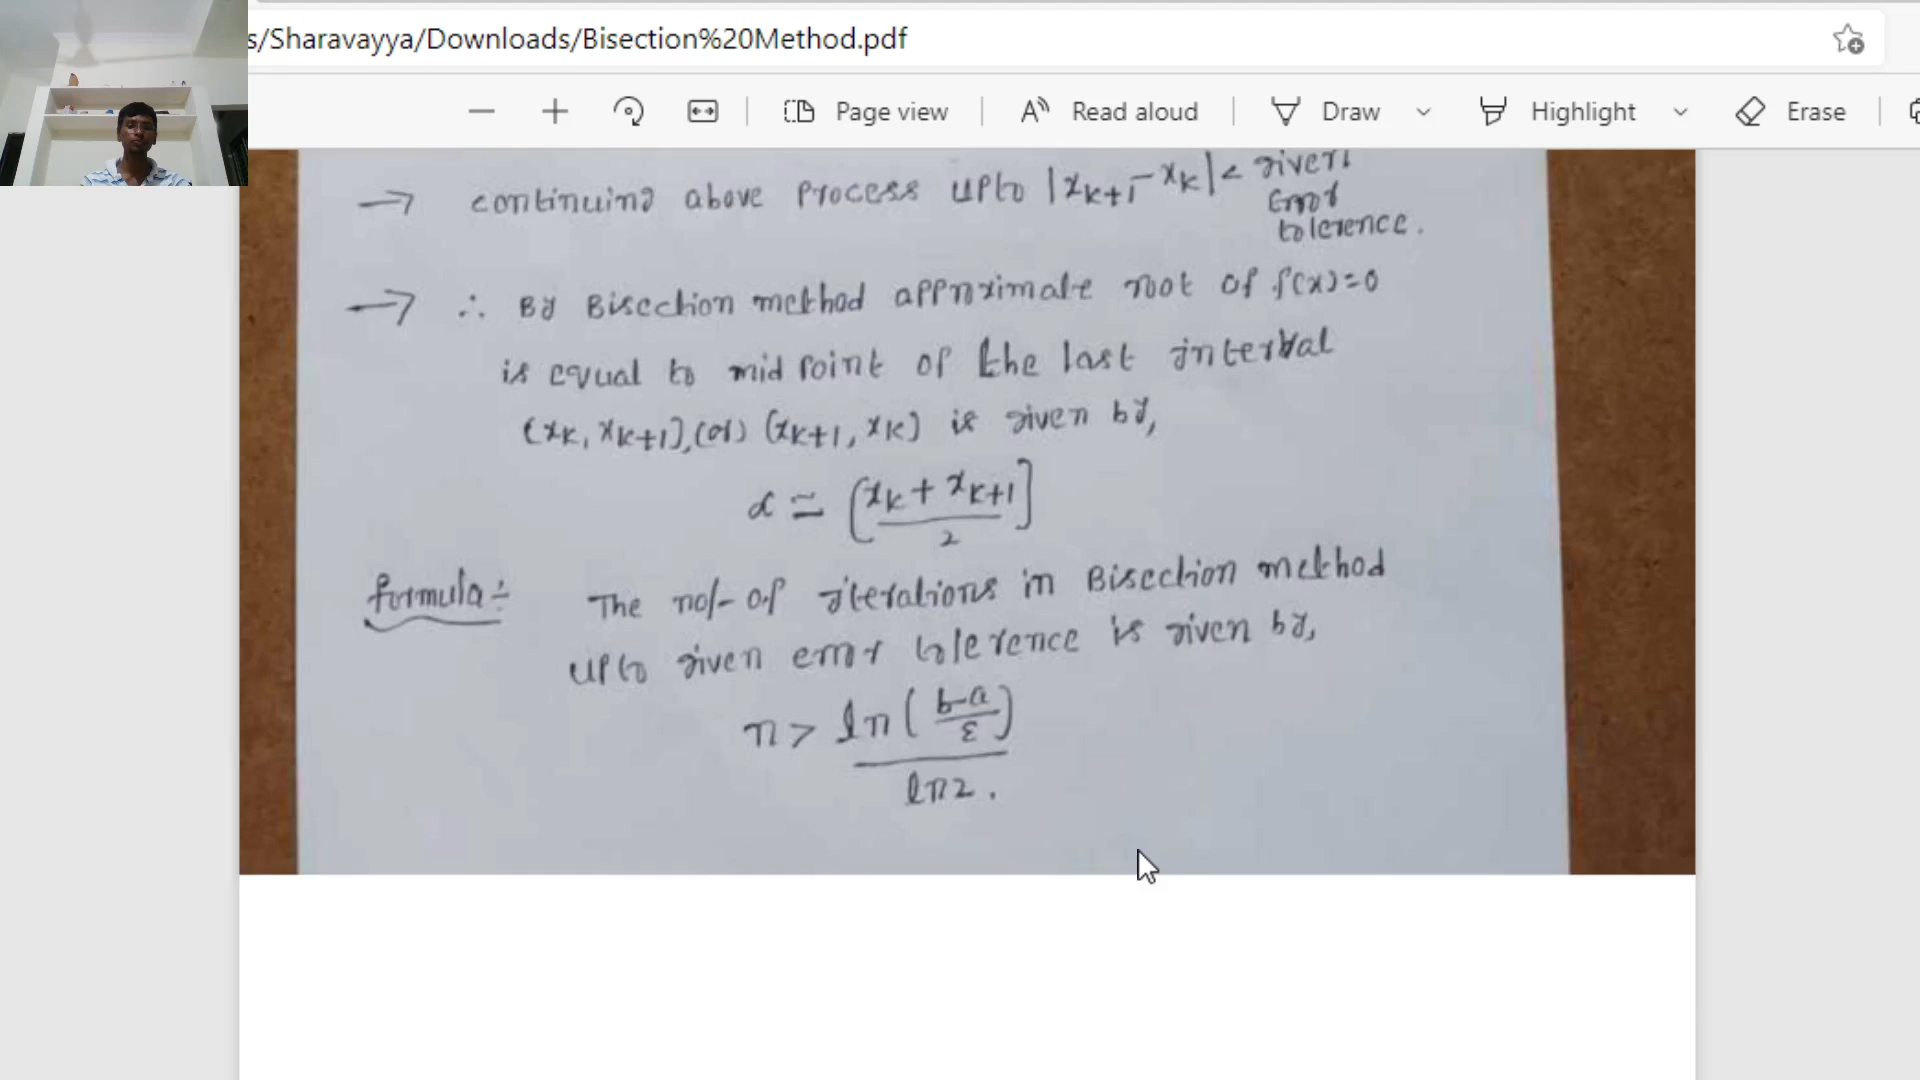 s/Sharavayya/Downloads/Bisection%20Method.pdf
Page view Read aloud Draw Highlight Erase
→ continuing above process upto |xk+1 - xk| < given
Error
tolerence.
→ ∴ By Bisection method approximate root of f(x)=0
is equal to mid point of the last interval
(xk, xk+1), (or) (xk+1, xk) is given by,
α ≃ [xk + xk+1]
2
formula:- The no/- of iterations in Bisection method
upto given error tolerence is given by,
n > ln(b-a/ε)
ln2.